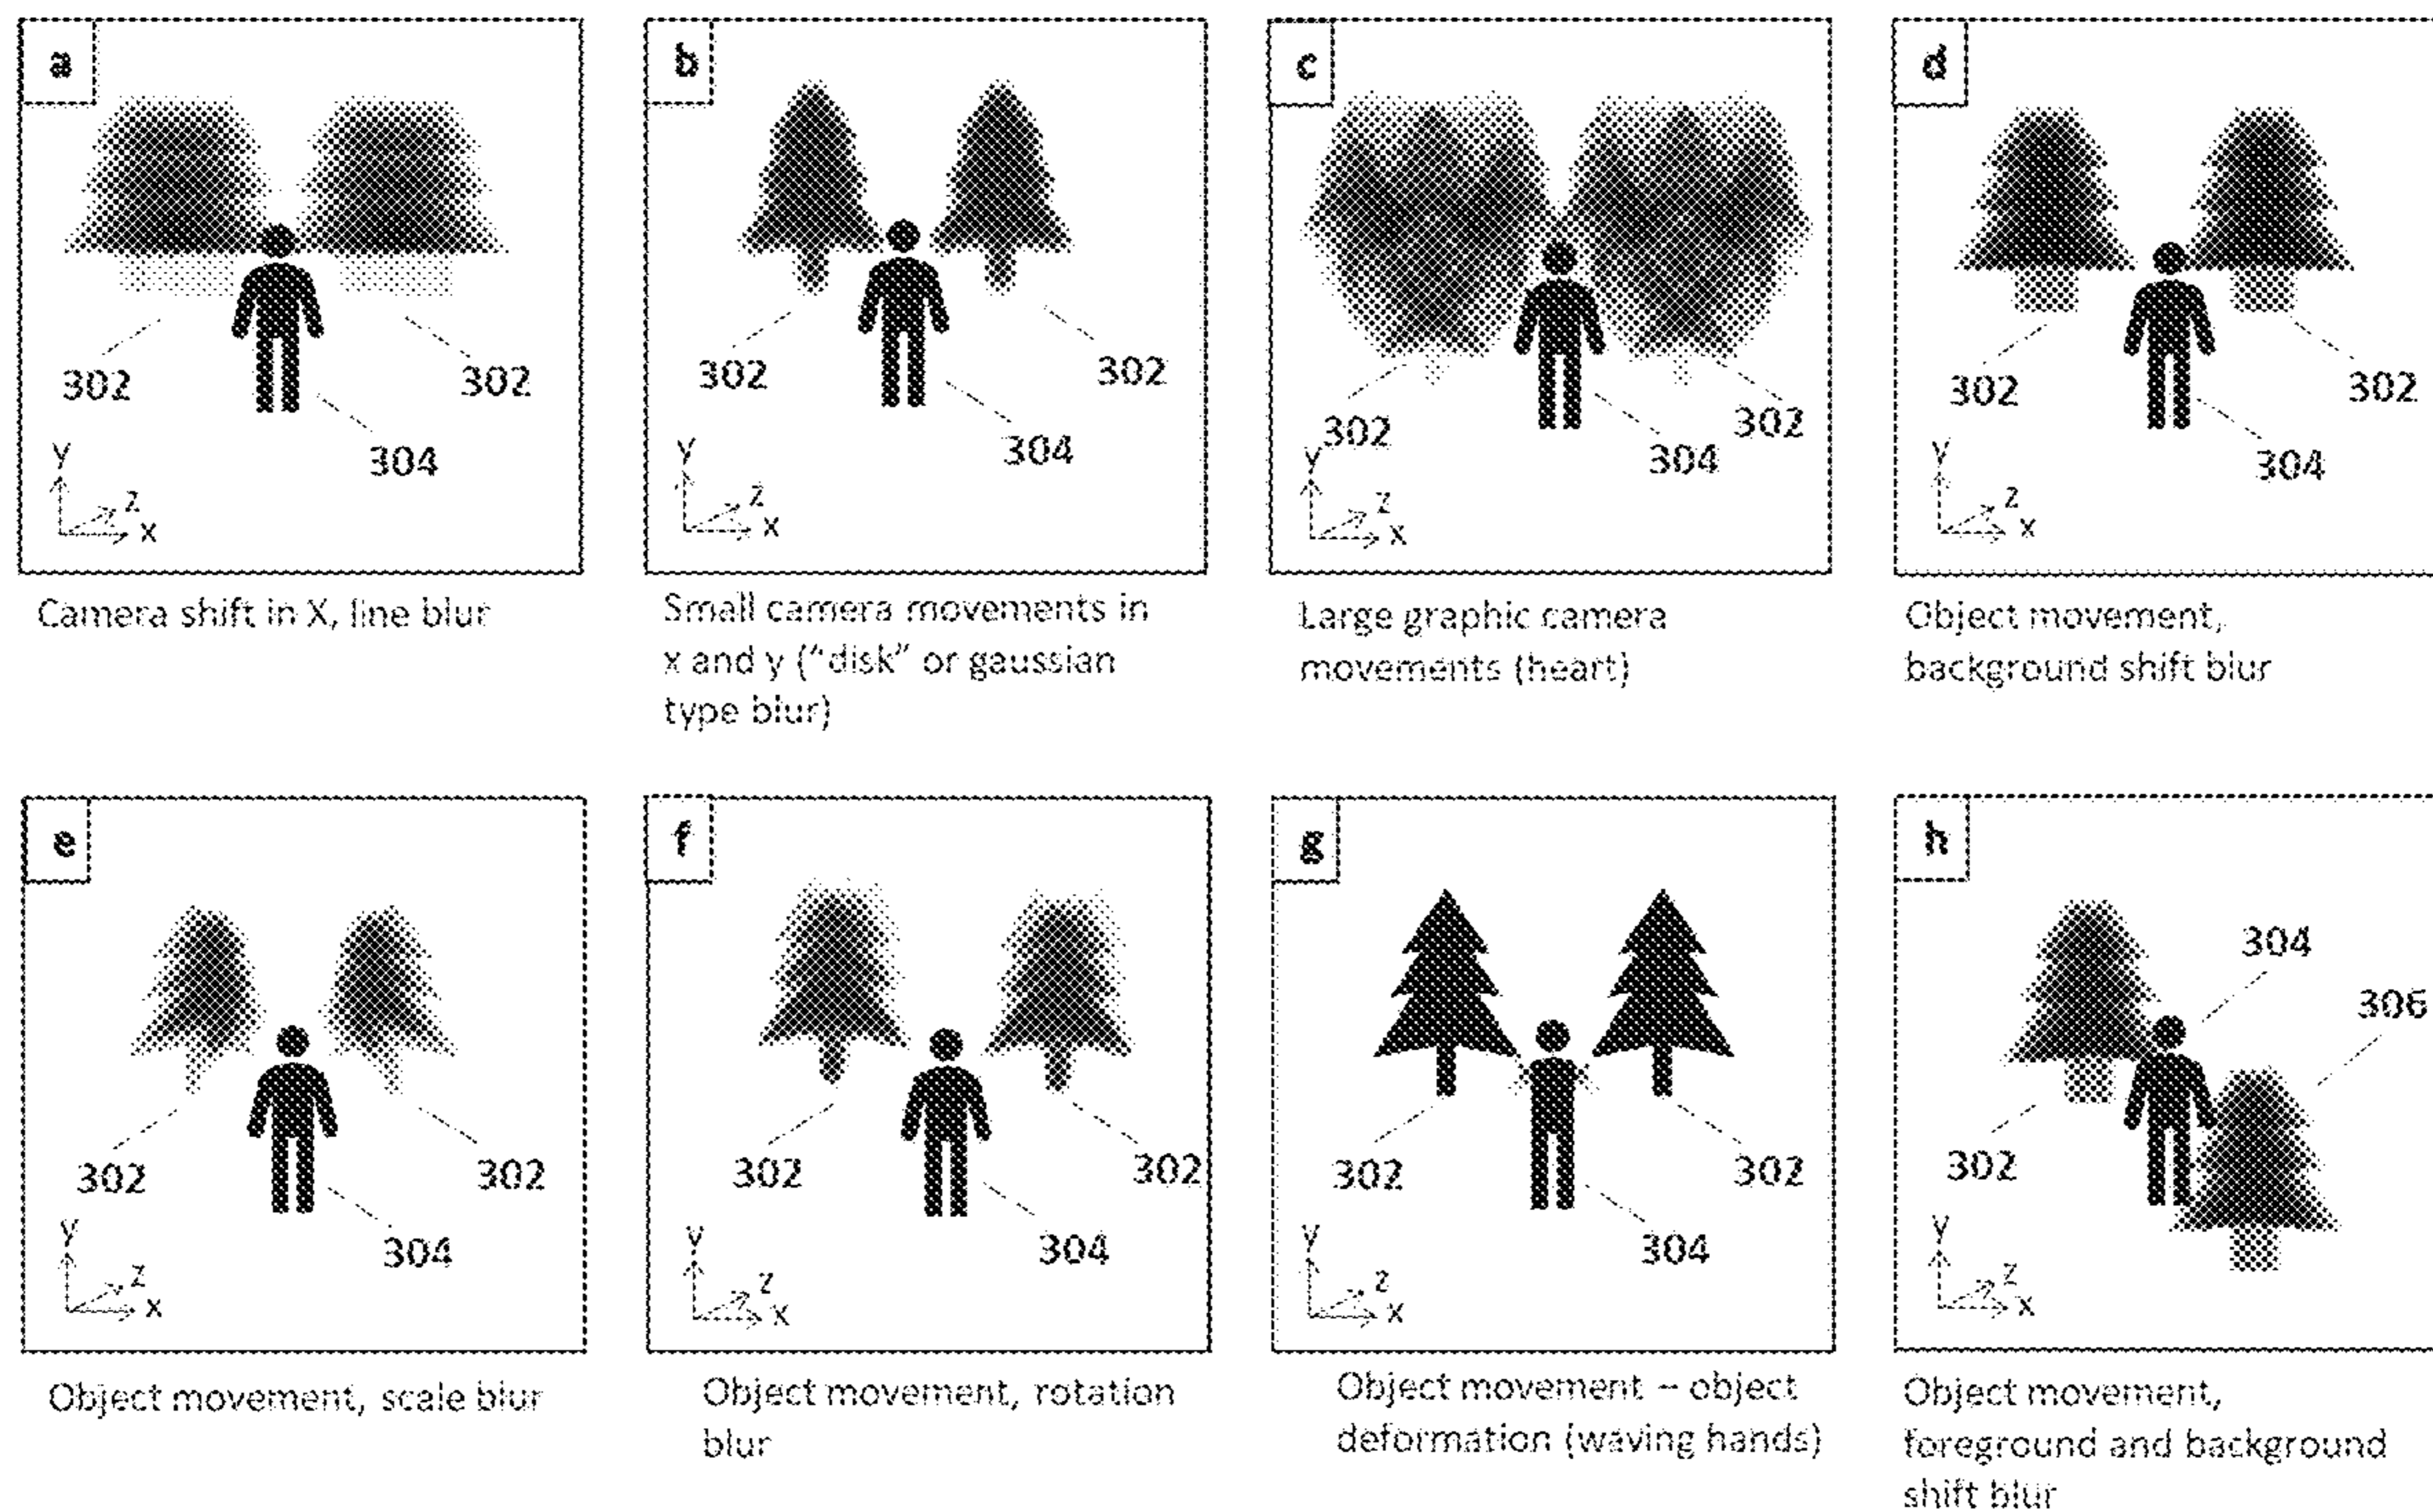 a
302
302
304
y
z
x
Camera shift in X, line blur
b
302
302
304
y
z
x
Small camera movements in
x and y ("disk" or gaussian
type blur)
c
302
302
304
y
z
x
Large graphic camera
movements (heart)
d
302
302
304
y
z
x
Object movement,
background shift blur
e
302
302
304
y
z
x
Object movement, scale blur
f
302
302
304
y
z
x
Object movement, rotation
blur
g
302
302
304
y
z
x
Object movement – object
deformation (waving hands)
h
304
306
302
y
z
x
Object movement,
foreground and background
shift blur